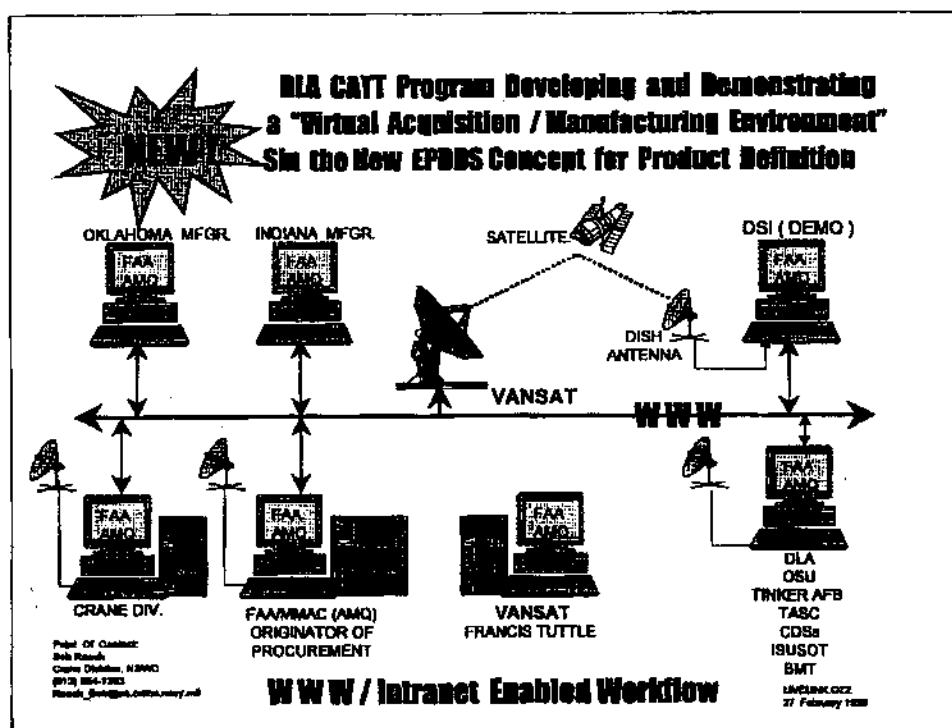 NEW!
DLA CATT Program Developing and Demonstrating
a "Virtual Acquisition / Manufacturing Environment"
Sin the New EPDDS Concept for Product Definition
OKLAHOMA MFGR.
INDIANA MFGR.
SATELLITE
DSI ( DEMO )
FAA
AMQ
FAA
AMQ
FAA
AMQ
DISH
ANTENNA
VANSAT
W W W
FAA
AMQ
FAA
AMQ
FAA
AMQ
FAA
AMQ
CRANE DIV.
FAA/MMAC (AMQ)
ORIGINATOR OF
PROCUREMENT
VANSAT
FRANCIS TUTTLE
DLA
OSU
TINKER AFB
TASC
CDSs
ISUSOT
BMT
Point Of Contact:
Bob
Crane Division, NSWC
W W W / Intranet Enabled Workflow
27 February